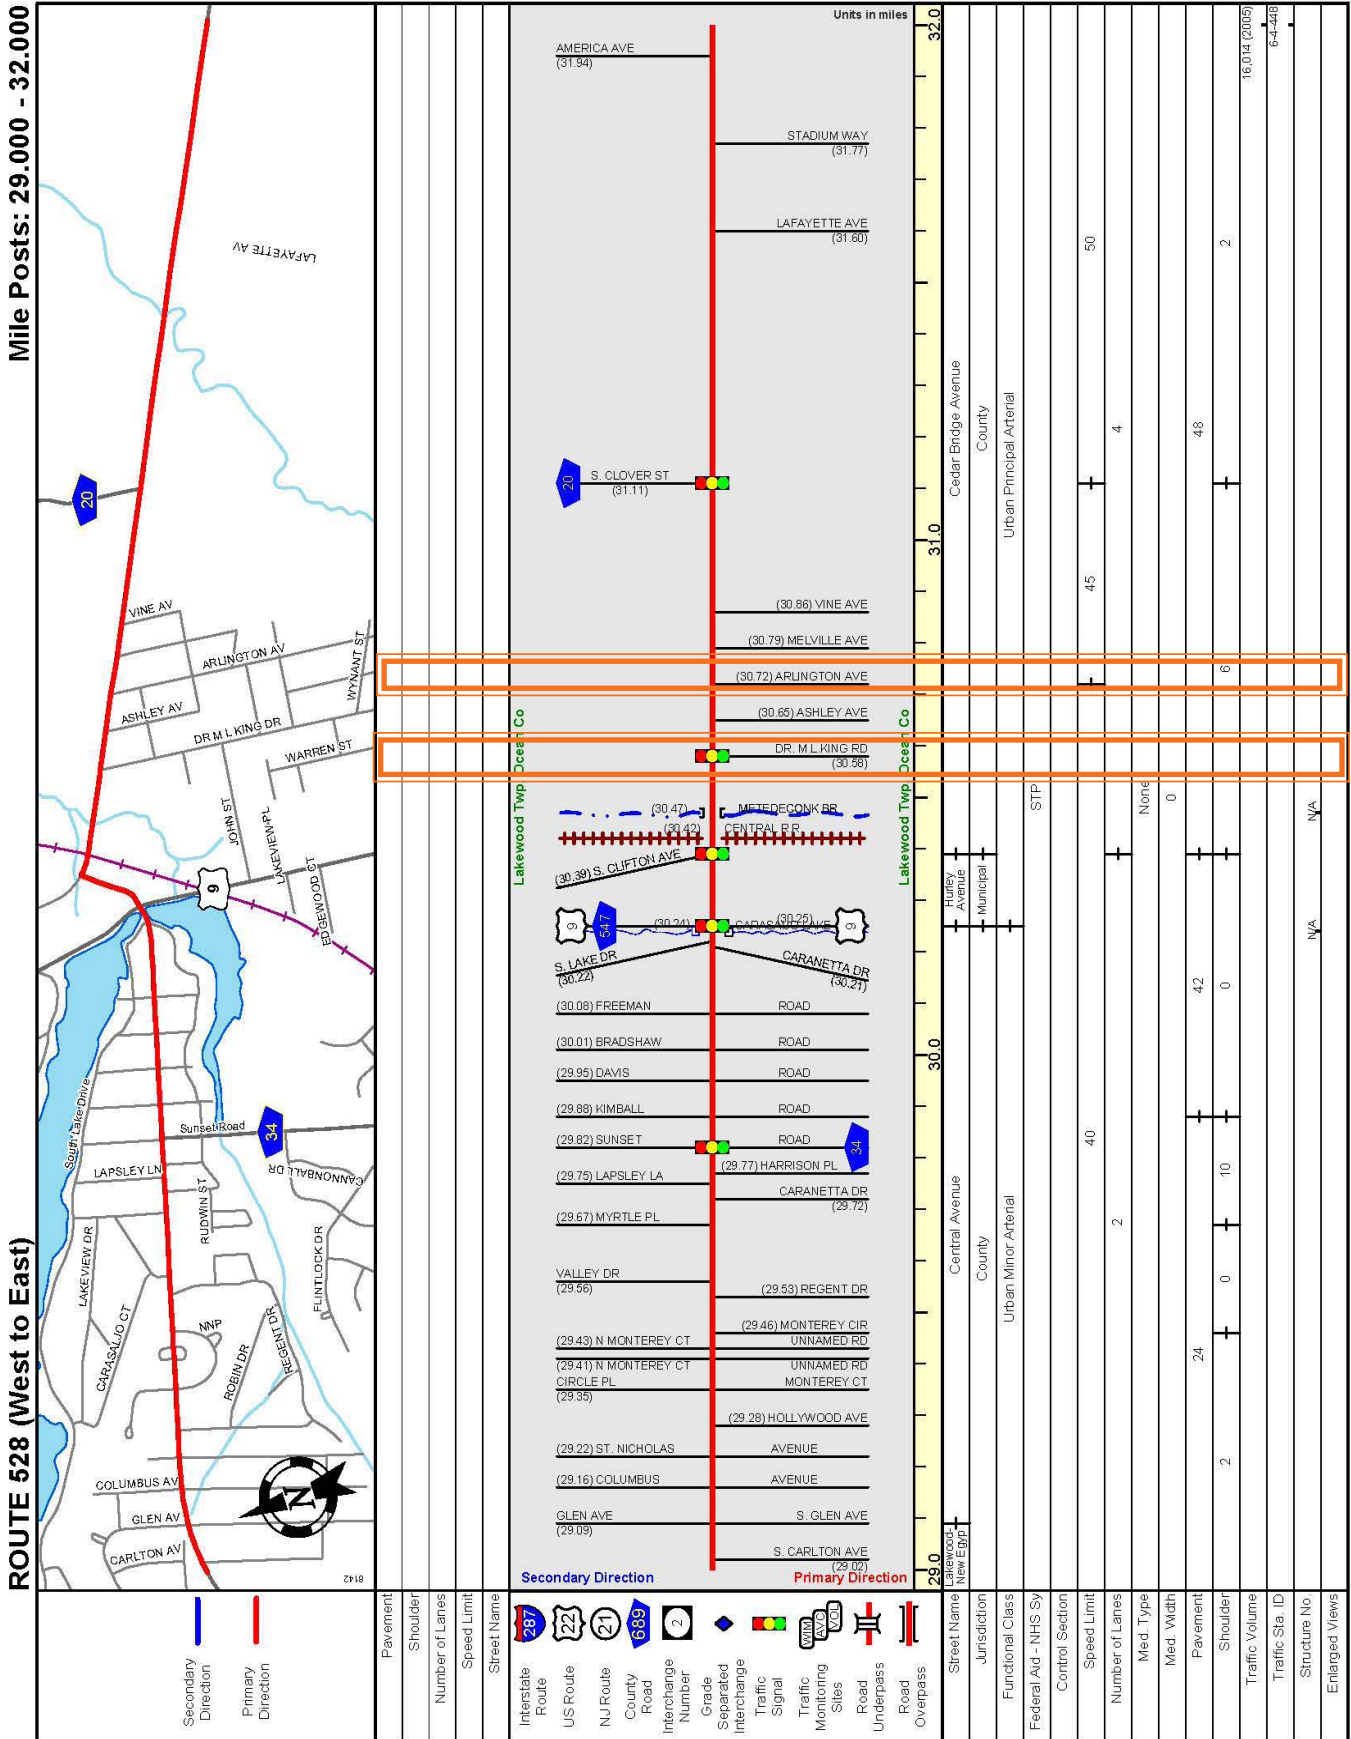 ROUTE 528 (West to East)
Mile Posts: 29.000 - 32.000
20
VINE AV
ARLINGTON AV
ASHLEY AV
DR M L KING DR
WYNANT ST
WARREN ST
JOHN ST
LAKEVIEW PL
EDGEWOOD CT
LAFAYETTE AV
9
South Lake Drive
Sunset Road
34
LAPSLEY LN
CANNONBALL DR
RUDWIN ST
LAKEVIEW DR
FLINTLOCK DR
CARASALJO CT
NNP
ROBIN DR
REGENT DR
COLUMBUS AV
GLEN AV
CARLTON AV
N
8142
Secondary Direction
Primary Direction
Pavement
Shoulder
Number of Lanes
Speed Limit
Street Name
Units in miles
AMERICA AVE
(31.94)
STADIUM WAY
(31.77)
LAFAYETTE AVE
(31.60)
20
S. CLOVER ST
(31.11)
(30.86) VINE AVE
(30.79) MELVILLE AVE
(30.72) ARLINGTON AVE
(30.65) ASHLEY AVE
DR. M.L.KING RD
(30.58)
Lakewood Twp, Ocean Co
Lakewood Twp, Ocean Co
(30.47) METEDECONK BR
(30.42) CENTRAL R R
(30.39) S. CLIFTON AVE
9
547
(30.24)
(30.25)
9
S. LAKE DR
(30.22)
CARANETTA DR
(30.21)
(30.08) FREEMAN ROAD
(30.01) BRADSHAW ROAD
(29.95) DAVIS ROAD
(29.88) KIMBALL ROAD
(29.82) SUNSET ROAD
34
(29.77) HARRISON PL
(29.75) LAPSLEY LA
CARANETTA DR
(29.72)
(29.67) MYRTLE PL
VALLEY DR
(29.56)
(29.53) REGENT DR
(29.46) MONTEREY CIR
(29.43) N MONTEREY CT UNNAMED RD
(29.41) N MONTEREY CT UNNAMED RD
CIRCLE PL MONTEREY CT
(29.35)
(29.28) HOLLYWOOD AVE
(29.22) ST. NICHOLAS AVENUE
(29.16) COLUMBUS AVENUE
GLEN AVE S. GLEN AVE
(29.09)
S. CARLTON AVE
(29.02)
Secondary Direction
Primary Direction
32.0
31.0
30.0
29.0
287
Interstate Route
22
US Route
21
NJ Route
689
County Road
2
Interchange Number
Grade Separated Interchange
Traffic Signal
WIM
AVC
VOL
Traffic Monitoring Sites
Road Underpass
Road Overpass
Street Name
Lakewood-New Egyp
Central Avenue
Hurley Avenue
Cedar Bridge Avenue
Jurisdiction
County
Municipal
County
Functional Class
Urban Minor Arterial
Urban Principal Arterial
Federal Aid - NHS Sy
STP
Control Section
Speed Limit
40
45
50
Number of Lanes
2
4
Med. Type
None
Med. Width
0
Pavement
24
42
48
Shoulder
2
0
10
0
6
2
Traffic Volume
16,014 (2005)
Traffic Sta. ID
6-4-448
Structure No.
N/A
N/A
Enlarged Views